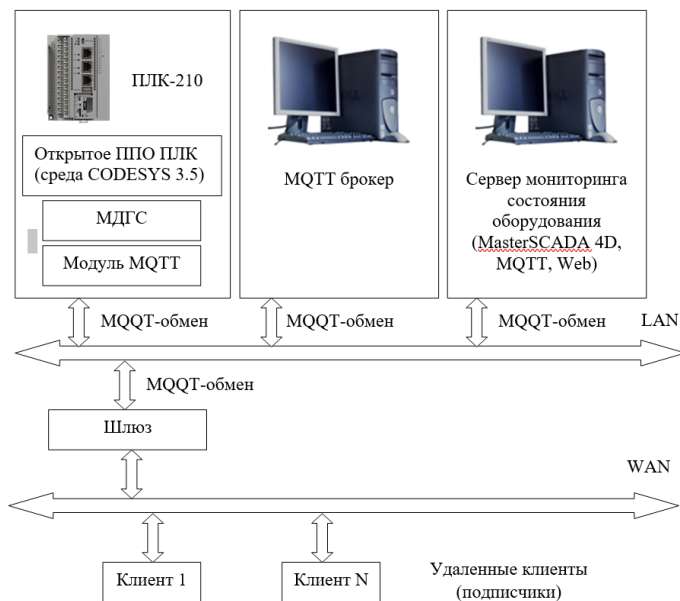 ПЛК-210
Открытое ППО ПЛК
(среда CODESYS 3.5)
МДГС
Модуль MQTT
MQTT брокер
Сервер мониторинга
состояния
оборудования
(MasterSCADA 4D,
MQTT, Web)
MQQT-обмен
MQQT-обмен
MQQT-обмен
LAN
MQQT-обмен
Шлюз
WAN
Клиент 1
Клиент N
Удаленные клиенты
(подписчики)